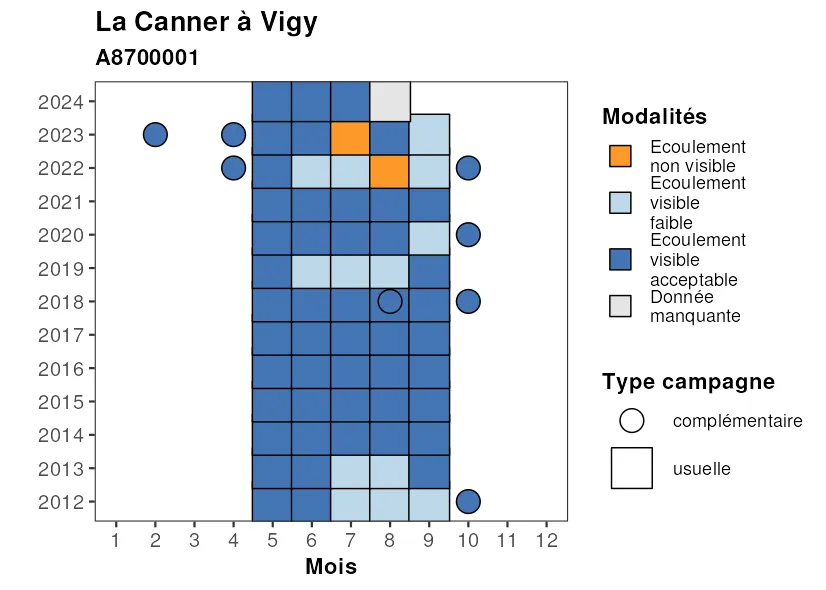 La Canner à Vigy
A8700001
2024
2023
2022
2021
2020
2019
2018
2017
2016
2015
2014
2013
2012
1 2 3 4 5 6 7 8 9 10 11 12
Mois
Modalités
Ecoulement
non visible
Ecoulement
visible
faible
Ecoulement
visible
acceptable
Donnée
manquante
Type campagne
complémentaire
usuelle